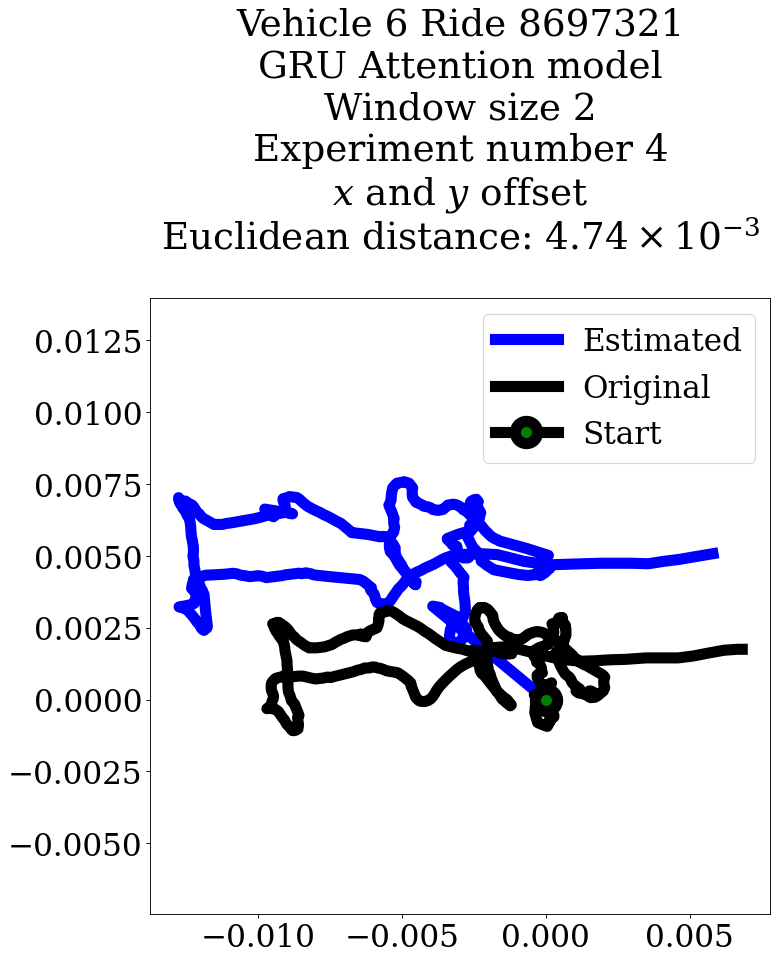 Vehicle 6 Ride 8697321
GRU Attention model
Window size 2
Experiment number 4
x and y offset
Euclidean distance: 4.74 × 10⁻³
Estimated
Original
Start
0.0125
0.0100
0.0075
0.0050
0.0025
0.0000
−0.0025
−0.0050
−0.010 −0.005 0.000 0.005